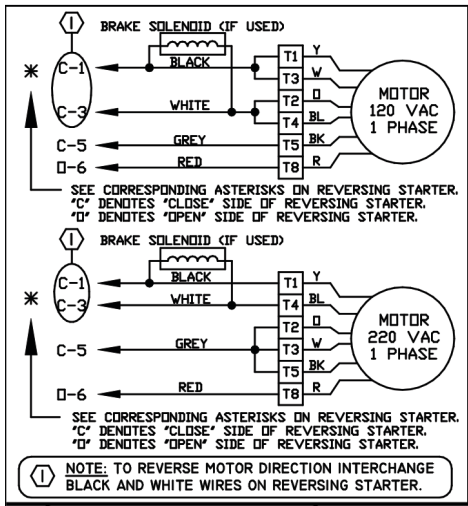 1 BRAKE SOLENOID (IF USED)
* C-1 BLACK T1 Y
T3 W
C-3 WHITE T2 O
T4 BL
C-5 GREY T5 BK
O-6 RED T8 R
MOTOR
120 VAC
1 PHASE
SEE CORRESPONDING ASTERISKS ON REVERSING STARTER.
"C" DENOTES "CLOSE" SIDE OF REVERSING STARTER.
"O" DENOTES "OPEN" SIDE OF REVERSING STARTER.
1 BRAKE SOLENOID (IF USED)
C-1 BLACK T1 Y
* C-3 WHITE T4 BL
T2 O
C-5 GREY T3 W
T5 BK
O-6 RED T8 R
MOTOR
220 VAC
1 PHASE
SEE CORRESPONDING ASTERISKS ON REVERSING STARTER.
"C" DENOTES "CLOSE" SIDE OF REVERSING STARTER.
"O" DENOTES "OPEN" SIDE OF REVERSING STARTER.
1 NOTE: TO REVERSE MOTOR DIRECTION INTERCHANGE
BLACK AND WHITE WIRES ON REVERSING STARTER.